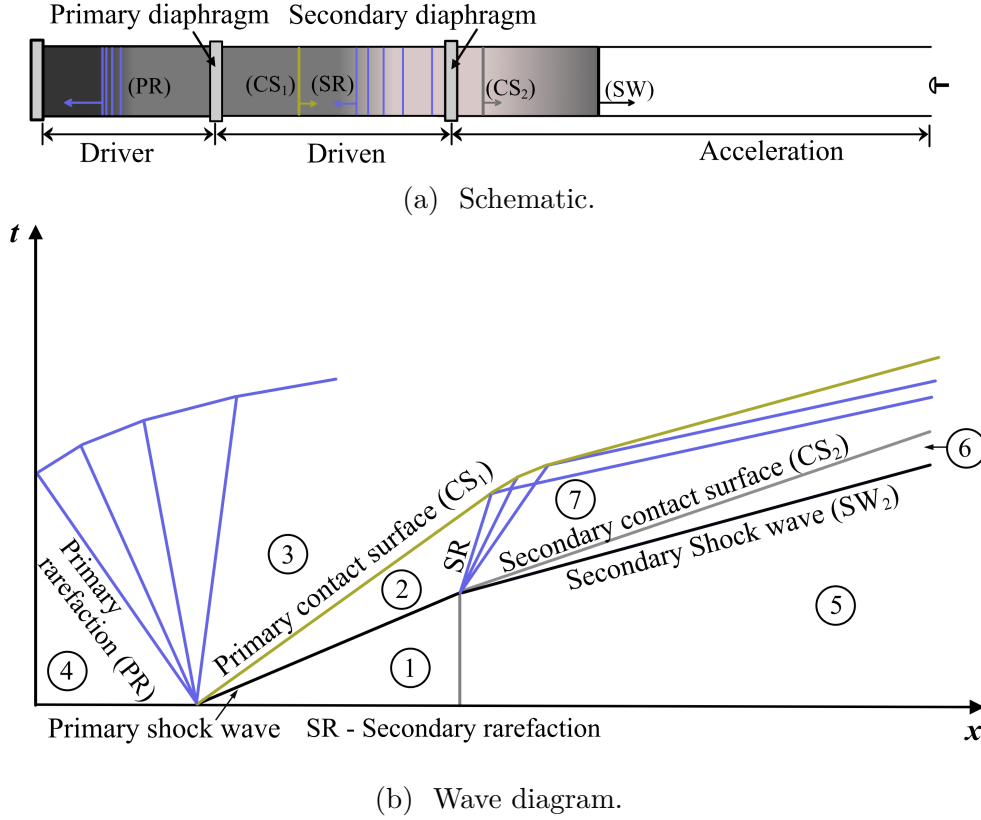 Primary diaphragm
Secondary diaphragm
(PR)
(CS₁)
(SR)
(CS₂)
(SW)
Driver
Driven
Acceleration
(a) Schematic.
t
Primary rarefaction (PR)
Primary contact surface (CS₁)
SR
Secondary contact surface (CS₂)
Secondary Shock wave (SW₂)
6
7
3
2
5
1
4
Primary shock wave
SR - Secondary rarefaction
x
(b) Wave diagram.